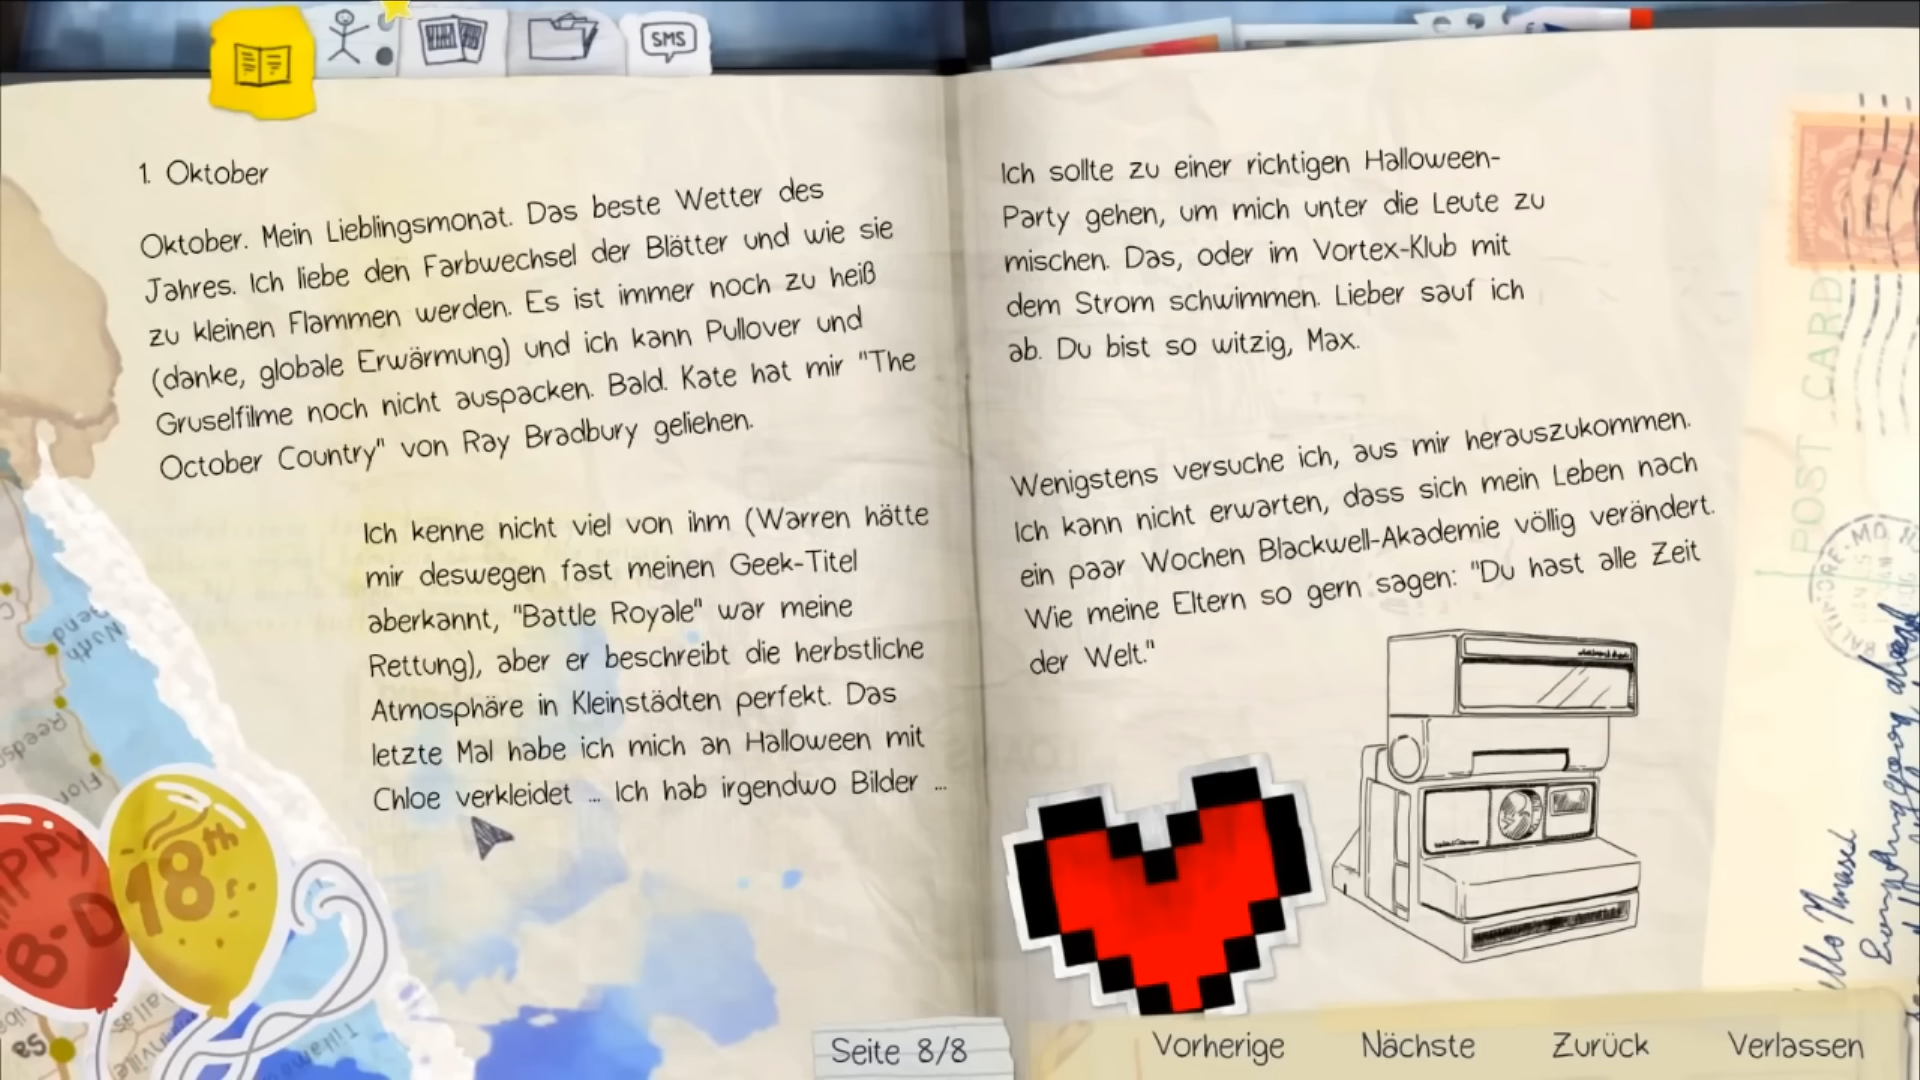 SMS
1. Oktober
Oktober. Mein Lieblingsmonat. Das beste Wetter des
Jahres. Ich liebe den Farbwechsel der Blätter und wie sie
zu kleinen Flammen werden. Es ist immer noch zu heiß
(danke, globale Erwärmung) und ich kann Pullover und
Gruselfilme noch nicht auspacken. Bald. Kate hat mir "The
October Country" von Ray Bradbury geliehen.
Ich kenne nicht viel von ihm (Warren hätte
mir deswegen fast meinen Geek-Titel
aberkannt, "Battle Royale" war meine
Rettung), aber er beschreibt die herbstliche
Atmosphäre in Kleinstädten perfekt. Das
letzte Mal habe ich mich an Halloween mit
Chloe verkleidet ... Ich hab irgendwo Bilder ...
Ich sollte zu einer richtigen Halloween-
Party gehen, um mich unter die Leute zu
mischen. Das, oder im Vortex-Klub mit
dem Strom schwimmen. Lieber sauf ich
ab. Du bist so witzig, Max.
Wenigstens versuche ich, aus mir herauszukommen.
Ich kann nicht erwarten, dass sich mein Leben nach
ein paar Wochen Blackwell-Akademie völlig verändert.
Wie meine Eltern so gern sagen: "Du hast alle Zeit
der Welt."
POST CARD
North
Bend
18th
B-D
Seite 8/8
Vorherige
Nächste
Zurück
Verlassen